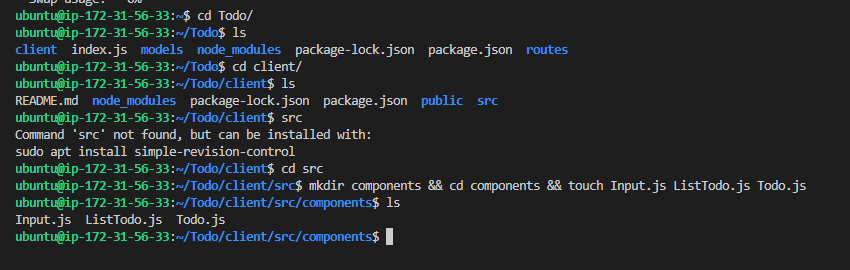 Swap usage: 0%
ubuntu@ip-172-31-56-33:~$ cd Todo/
ubuntu@ip-172-31-56-33:~/Todo$ ls
client  index.js  models  node_modules  package-lock.json  package.json  routes
ubuntu@ip-172-31-56-33:~/Todo$ cd client/
ubuntu@ip-172-31-56-33:~/Todo/client$ ls
README.md  node_modules  package-lock.json  package.json  public  src
ubuntu@ip-172-31-56-33:~/Todo/client$ src
Command 'src' not found, but can be installed with:
sudo apt install simple-revision-control
ubuntu@ip-172-31-56-33:~/Todo/client$ cd src
ubuntu@ip-172-31-56-33:~/Todo/client/src$ mkdir components && cd components && touch Input.js ListTodo.js Todo.js
ubuntu@ip-172-31-56-33:~/Todo/client/src/components$ ls
Input.js  ListTodo.js  Todo.js
ubuntu@ip-172-31-56-33:~/Todo/client/src/components$